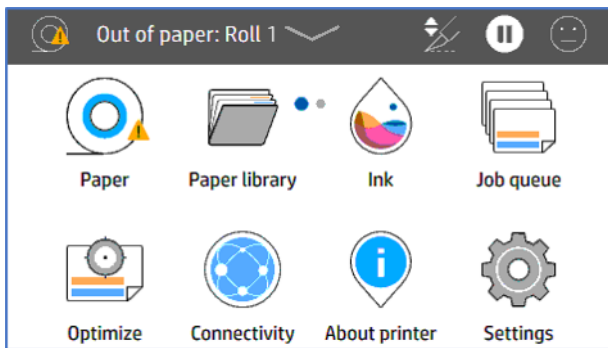 Out of paper: Roll 1
Paper Paper library Ink Job queue
i
Optimize Connectivity About printer Settings